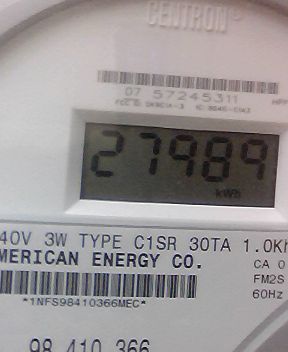 CENTRON®
07 57245311
27989
kWh
40V 3W TYPE C1SR 30TA 1.0Kh
MERICAN ENERGY CO.
CA 0
FM2S
60Hz
*1NFS98410366MEC*
98 410 366